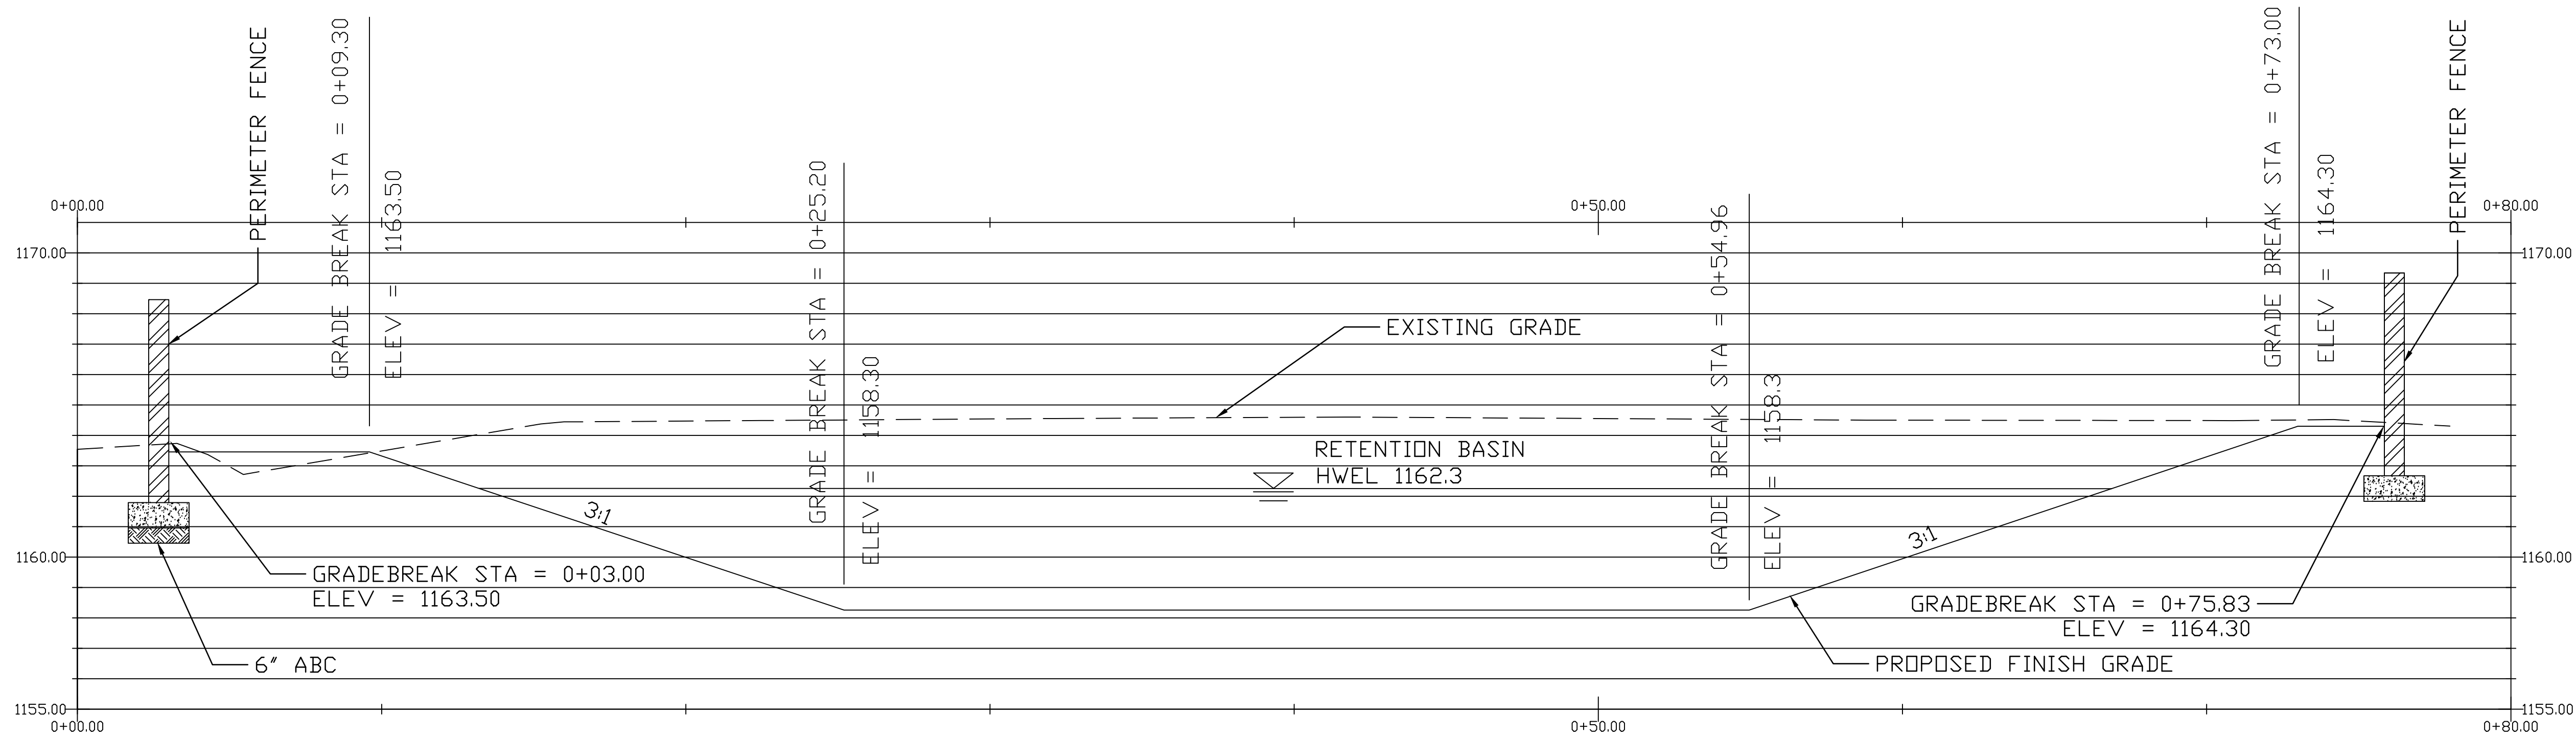 PERIMETER FENCE
GRADE BREAK STA = 0+09.30
ELEV = 1163.50
GRADE BREAK STA = 0+25.20
ELEV = 1158.30
GRADE BREAK STA = 0+54.96
ELEV = 1158.3
GRADE BREAK STA = 0+73.00
ELEV = 1164.30
PERIMETER FENCE
0+00.00
0+50.00
0+80.00
1170.00
1170.00
EXISTING GRADE
RETENTION BASIN
HWEL 1162.3
3:1
3:1
1160.00
1160.00
GRADEBREAK STA = 0+03.00
ELEV = 1163.50
GRADEBREAK STA = 0+75.83
ELEV = 1164.30
6" ABC
PROPOSED FINISH GRADE
1155.00
1155.00
0+00.00
0+50.00
0+80.00